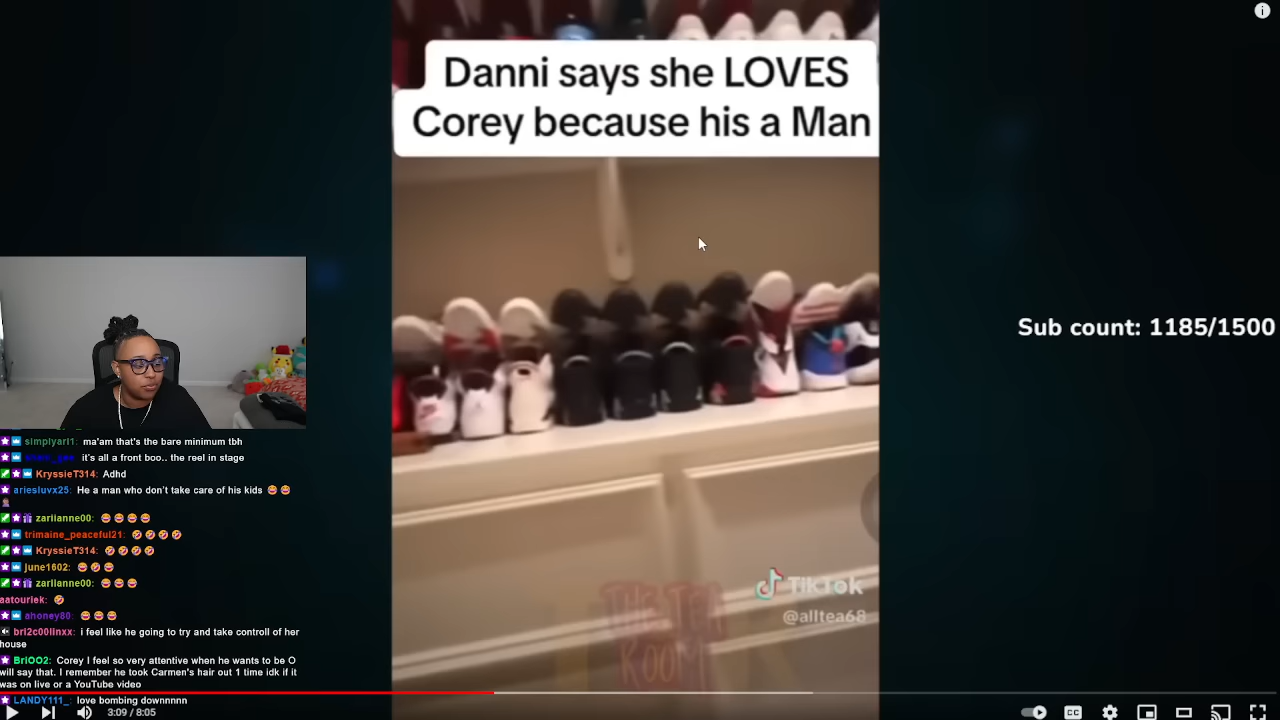 Danni says she LOVES
Corey because his a Man
Sub count: 1185/1500
simplyari1: ma'am that's the bare minimum tbh
it's all a front boo.. the reel in stage
KryssieT314: Adhd
ariesluvx25: He a man who don't take care of his kids
zariianne00:
trimaine_peaceful21:
KryssieT314:
june1602:
zariianne00:
aatouriek:
ahoney80:
bri2c00linxx: i feel like he going to try and take controll of her
house
BriOO2: Corey I feel so very attentive when he wants to be O
will say that. I remember he took Carmen's hair out 1 time idk if it
was on live or a YouTube video
LANDY111_: love bombing downnnnn
TikTok
@alltea68
THE TEA
ROOM
3:09 / 8:05
CC